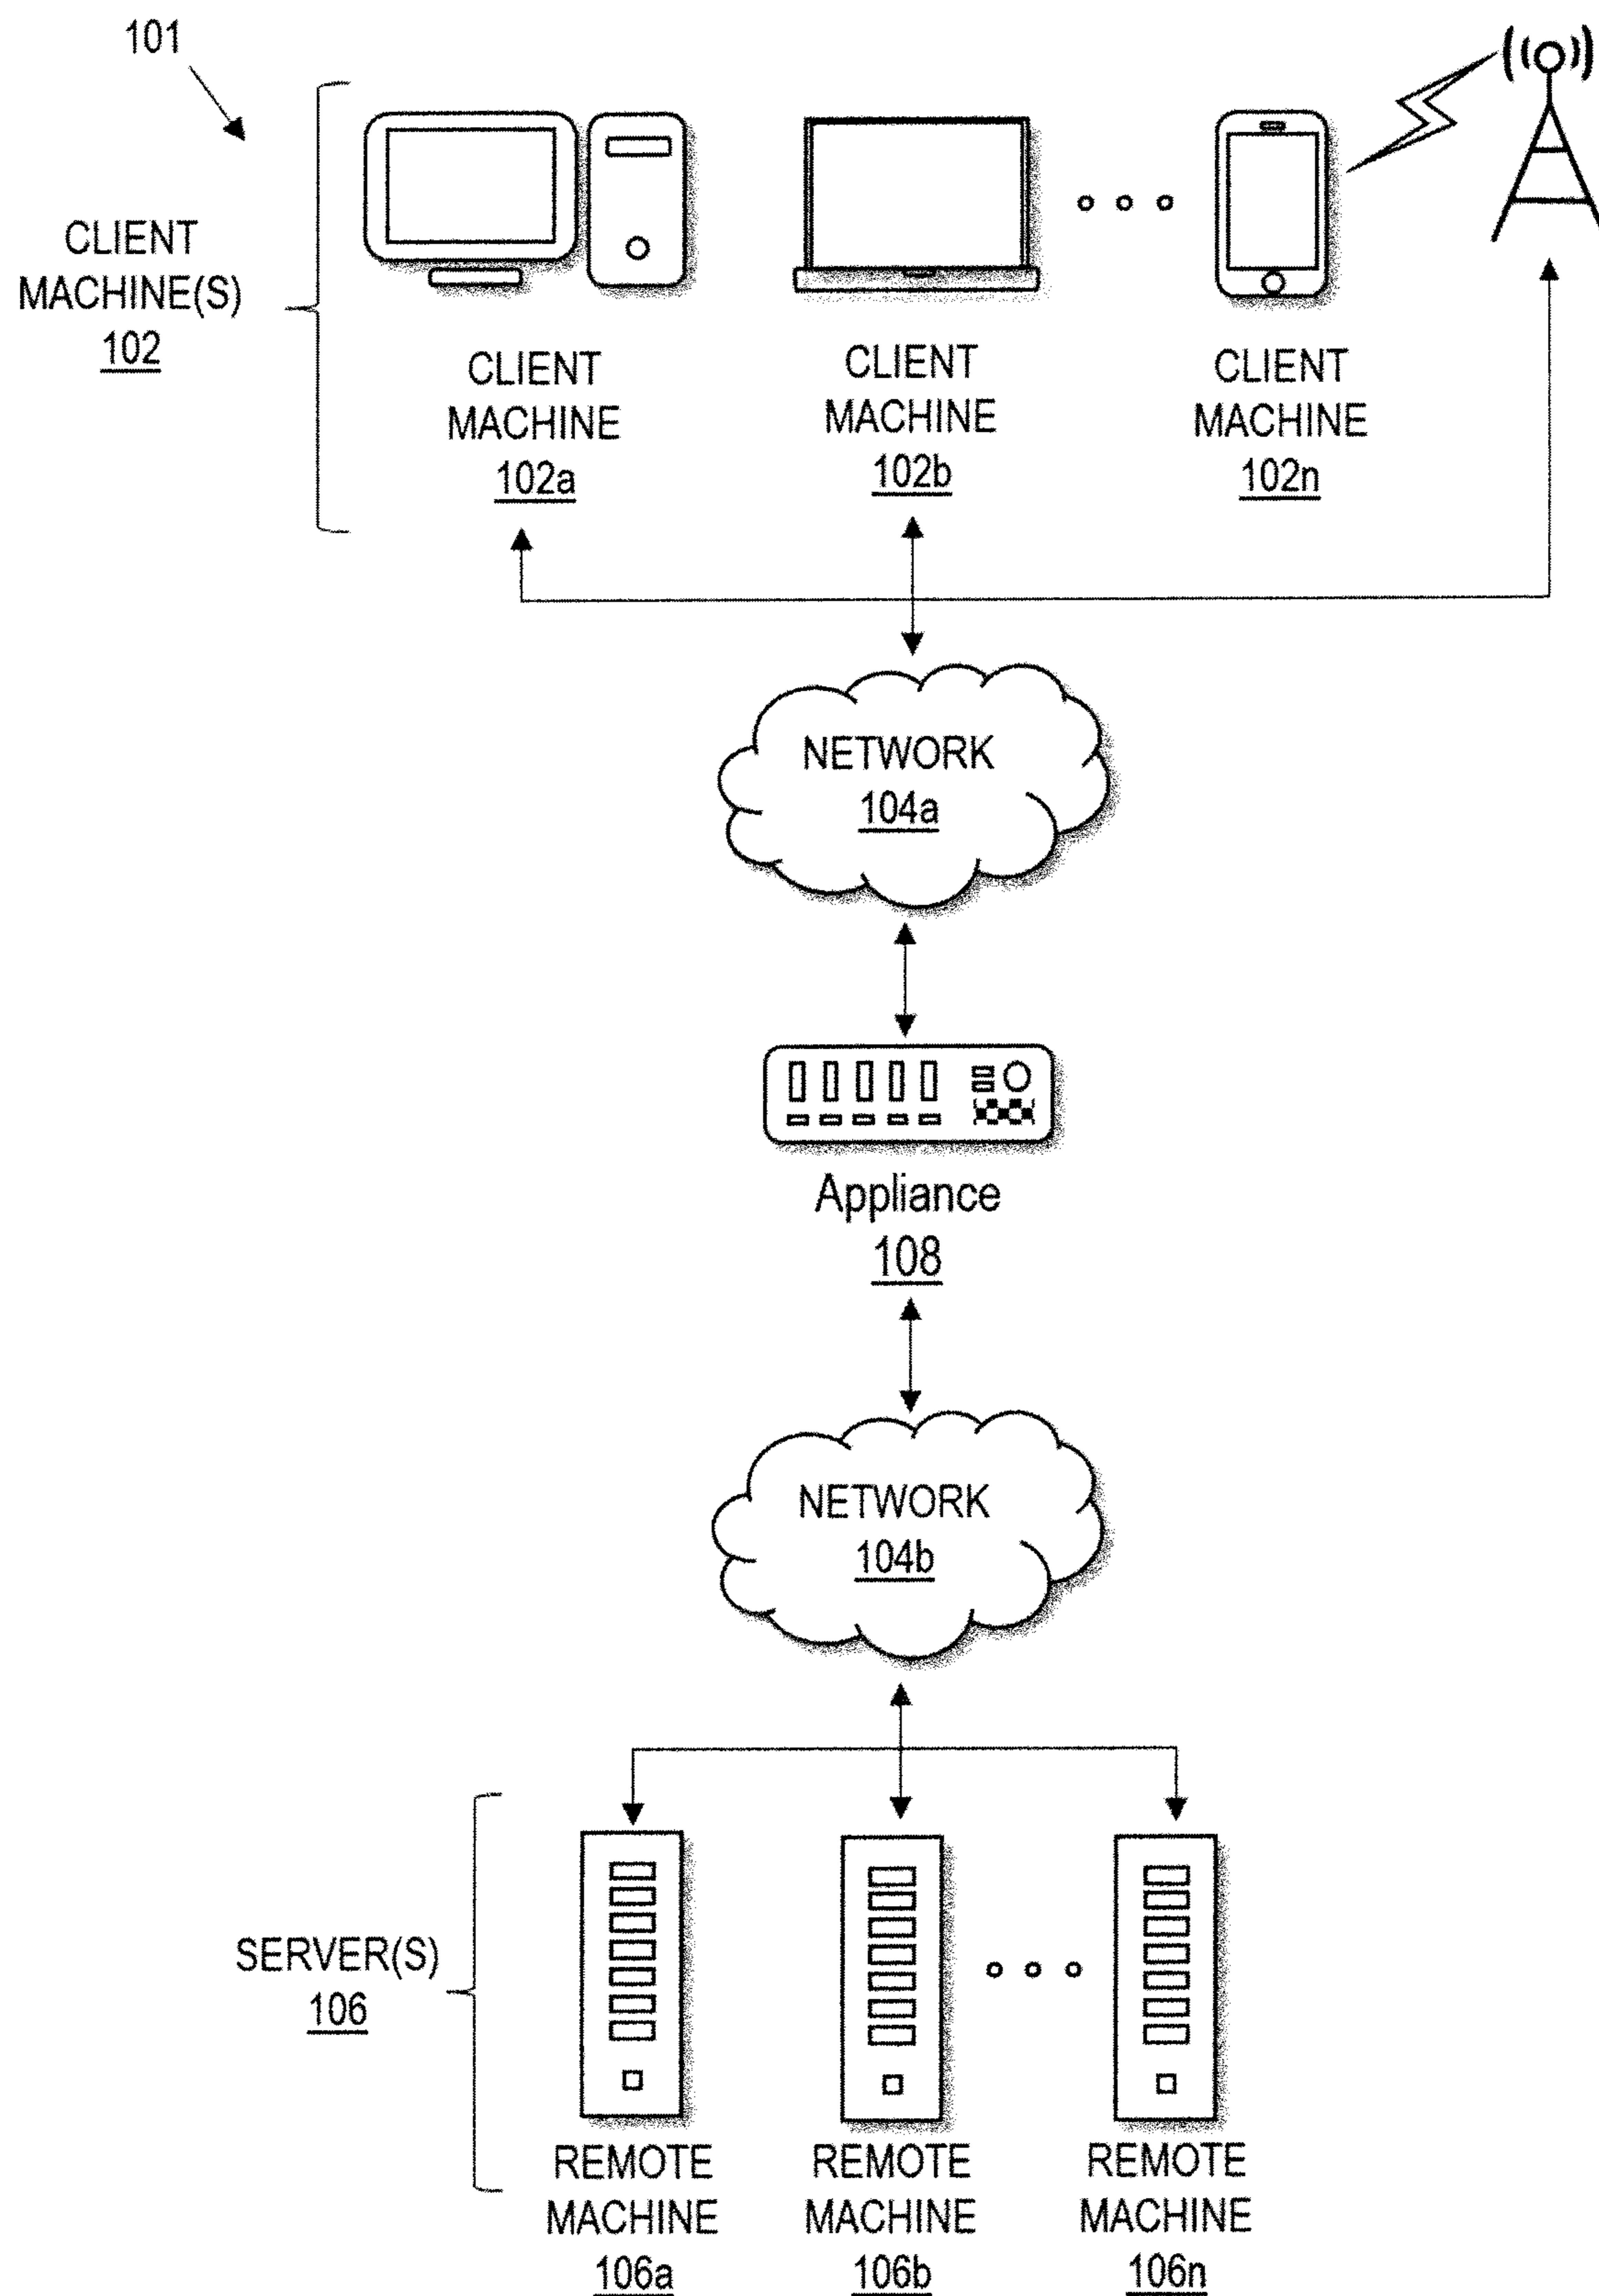 101
CLIENT
MACHINE(S)
102
CLIENT
MACHINE
102a
CLIENT
MACHINE
102b
CLIENT
MACHINE
102n
NETWORK
104a
Appliance
108
NETWORK
104b
SERVER(S)
106
REMOTE
MACHINE
106a
REMOTE
MACHINE
106b
REMOTE
MACHINE
106n